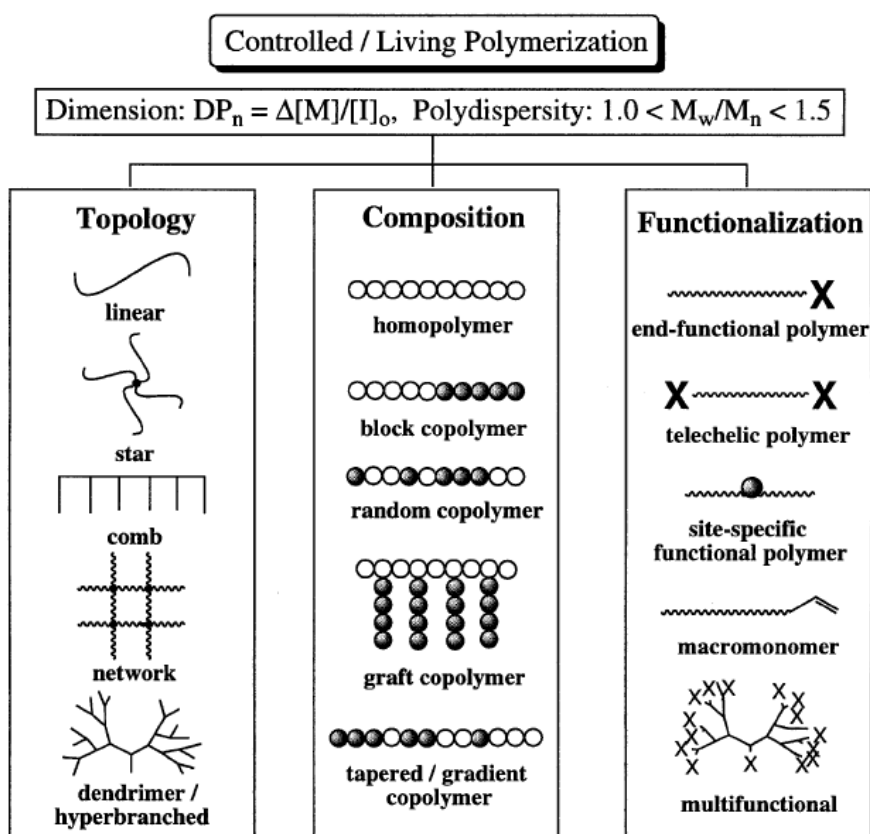 Controlled / Living Polymerization
Dimension: DPn = Δ[M]/[I]o, Polydispersity: 1.0 < Mw/Mn < 1.5
Topology
linear
star
comb
network
dendrimer /
hyperbranched
Composition
homopolymer
block copolymer
random copolymer
graft copolymer
tapered / gradient
copolymer
Functionalization
X
end-functional polymer
X X
telechelic polymer
site-specific
functional polymer
macromonomer
X X X X X X X X X X X X X X X X
multifunctional